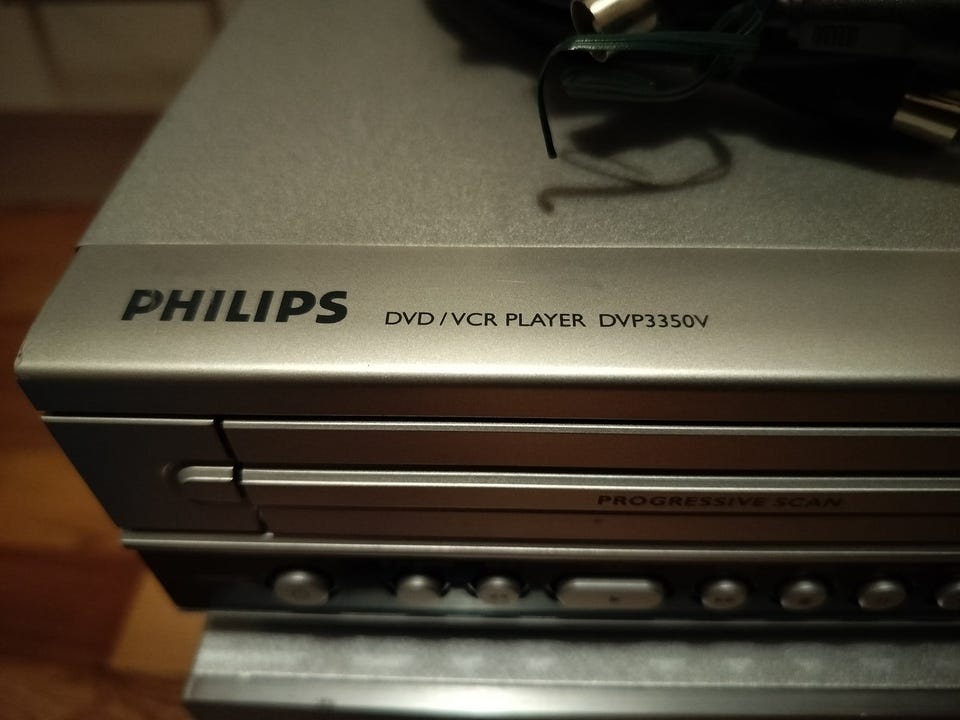 PHILIPS DVD / VCR PLAYER DVP3350V
PROGRESSIVE SCAN